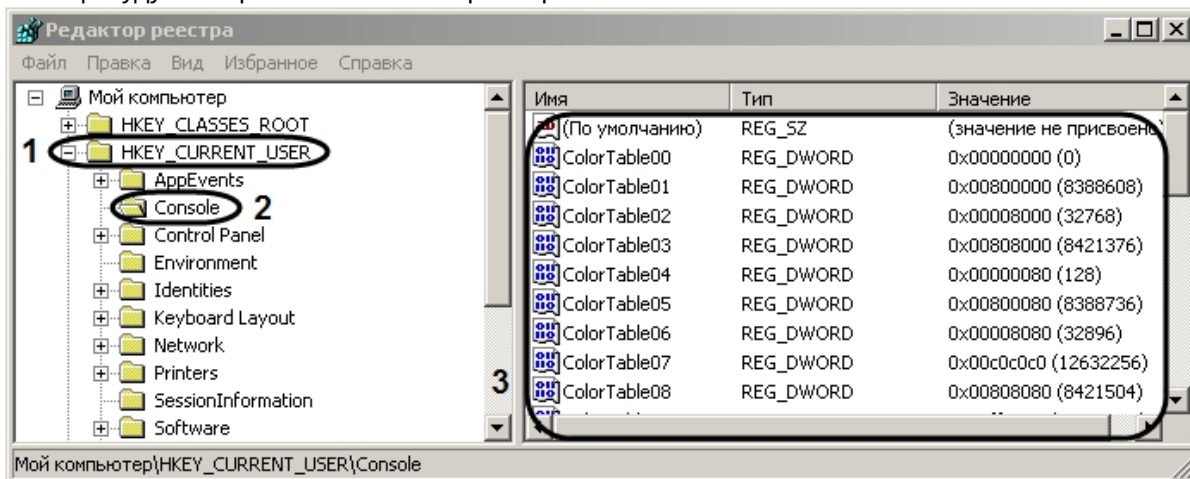 Редактор реестра
Файл Правка Вид Избранное Справка
Мой компьютер
HKEY_CLASSES_ROOT
1 HKEY_CURRENT_USER
AppEvents
Console 2
Control Panel
Environment
Identities
Keyboard Layout
Network
Printers
SessionInformation
Software
3
Имя Тип Значение
(По умолчанию) REG_SZ (значение не присвоено)
ColorTable00 REG_DWORD 0x00000000 (0)
ColorTable01 REG_DWORD 0x00800000 (8388608)
ColorTable02 REG_DWORD 0x00008000 (32768)
ColorTable03 REG_DWORD 0x00808000 (8421376)
ColorTable04 REG_DWORD 0x00000080 (128)
ColorTable05 REG_DWORD 0x00800080 (8388736)
ColorTable06 REG_DWORD 0x00008080 (32896)
ColorTable07 REG_DWORD 0x00c0c0c0 (12632256)
ColorTable08 REG_DWORD 0x00808080 (8421504)
Мой компьютер\HKEY_CURRENT_USER\Console